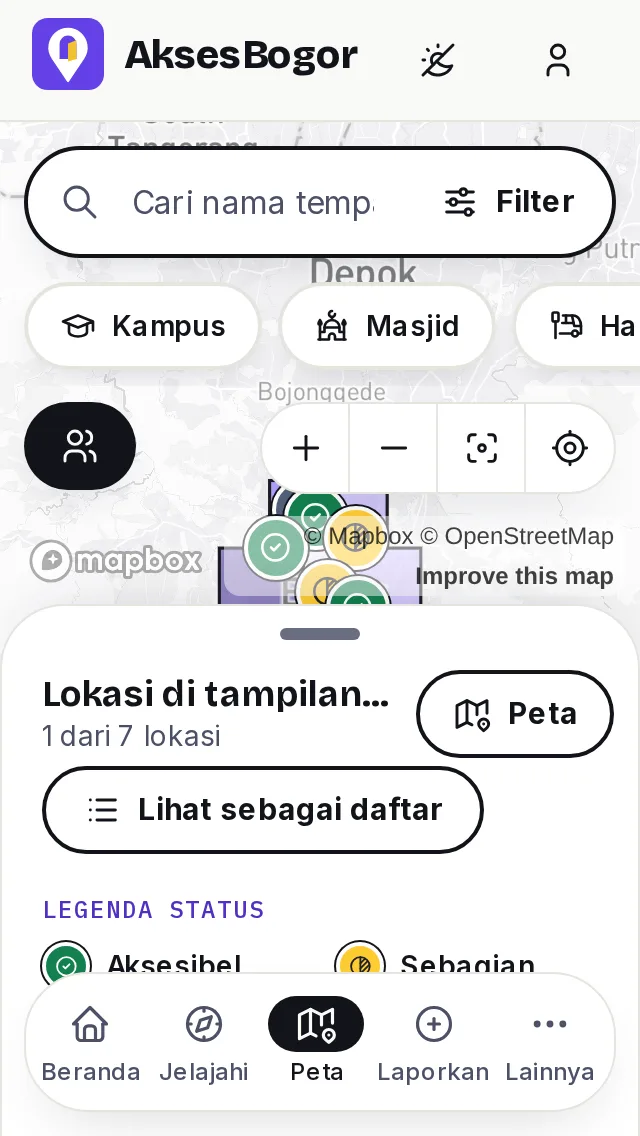 AksesBogor
Tangerang
Cari nama temp
Filter
Depok
Kampus
Masjid
Ha
Bojonggede
mapbox
© Mapbox © OpenStreetMap
Improve this map
Lokasi di tampilan...
1 dari 7 lokasi
Peta
Lihat sebagai daftar
LEGENDA STATUS
Aksesibel
Sebagian
Beranda
Jelajahi
Peta
Laporkan
Lainnya